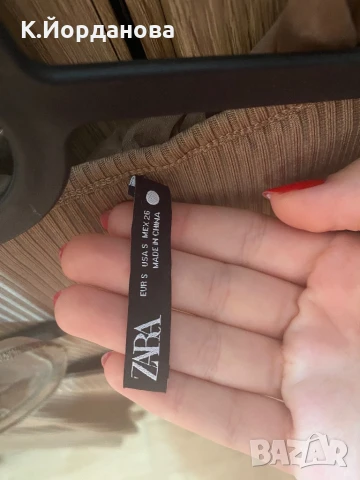 К.Йорданова
ZARA
EUR S USA S MEX 26
MADE IN CHINA
BAZAR